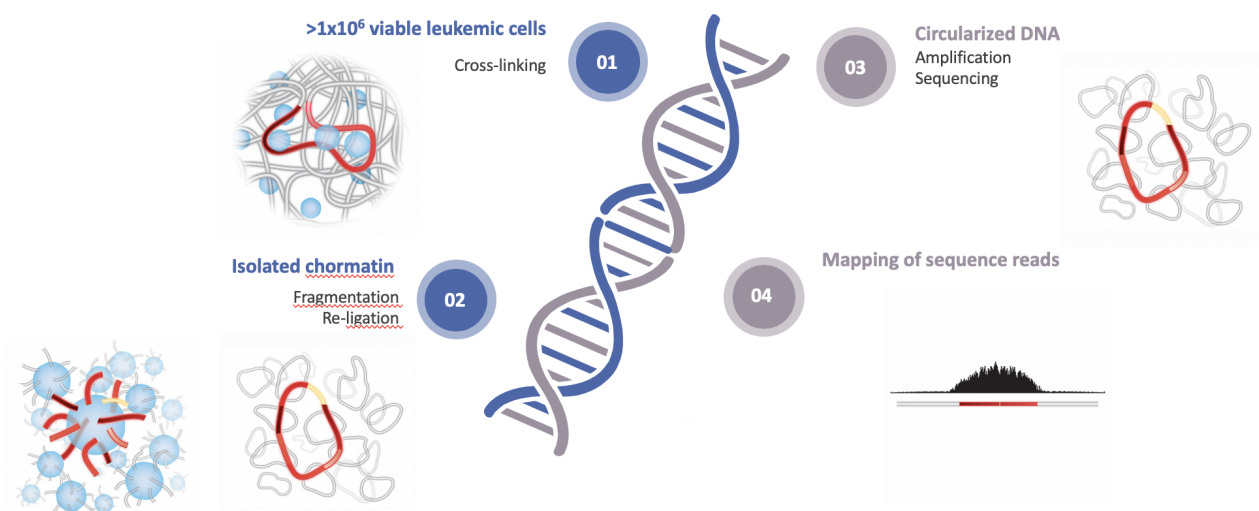 >1x10⁶ viable leukemic cells
Cross-linking
01
Isolated chormatin
Fragmentation
Re-ligation
02
Circularized DNA
Amplification
Sequencing
03
Mapping of sequence reads
04